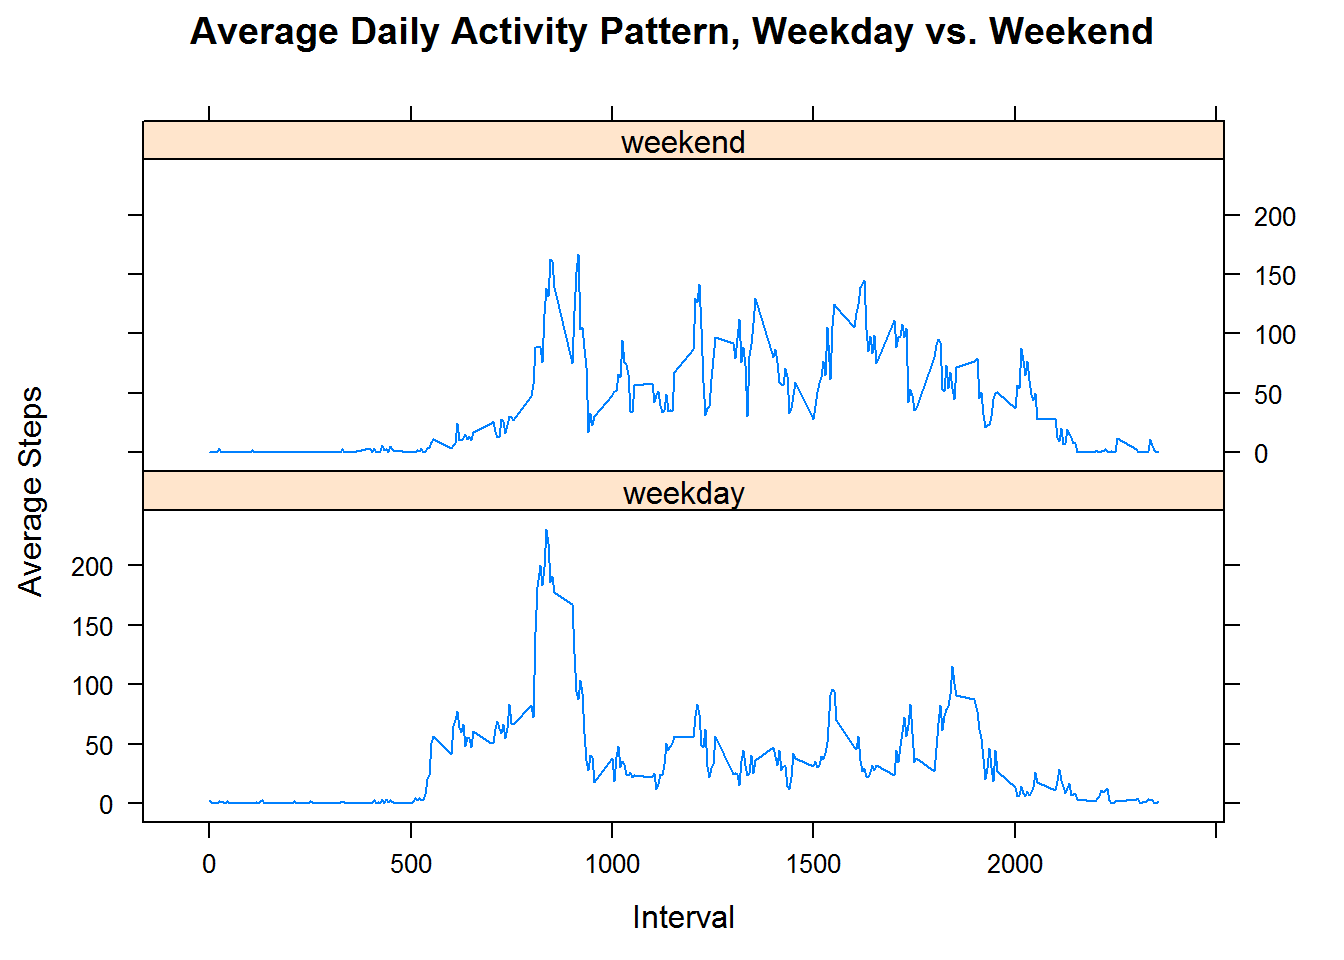 Average Daily Activity Pattern, Weekday vs. Weekend
weekend
200
150
100
50
0
weekday
Average Steps
200
150
100
50
0
0 500 1000 1500 2000
Interval